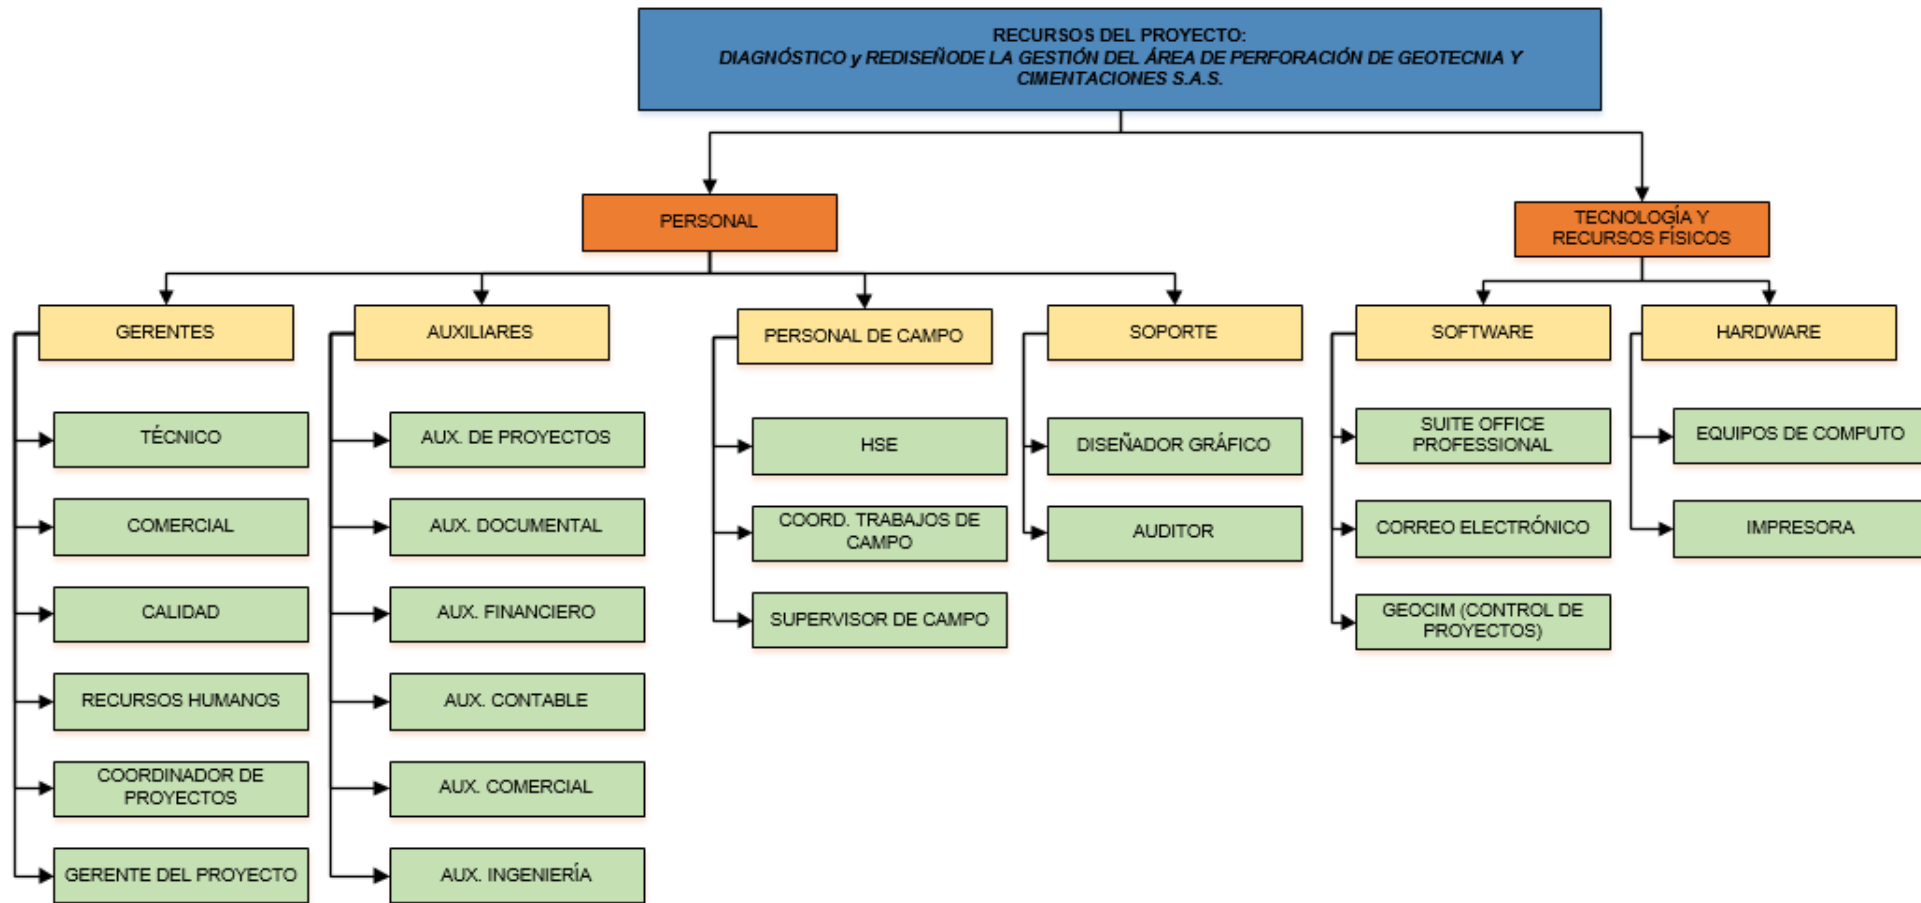 RECURSOS DEL PROYECTO:
DIAGNÓSTICO y REDISEÑODE LA GESTIÓN DEL ÁREA DE PERFORACIÓN DE GEOTECNIA Y
CIMENTACIONES S.A.S.
PERSONAL
TECNOLOGÍA Y
RECURSOS FÍSICOS
GERENTES
AUXILIARES
PERSONAL DE CAMPO
SOPORTE
SOFTWARE
HARDWARE
TÉCNICO
COMERCIAL
CALIDAD
RECURSOS HUMANOS
COORDINADOR DE
PROYECTOS
GERENTE DEL PROYECTO
AUX. DE PROYECTOS
AUX. DOCUMENTAL
AUX. FINANCIERO
AUX. CONTABLE
AUX. COMERCIAL
AUX. INGENIERÍA
HSE
COORD. TRABAJOS DE
CAMPO
SUPERVISOR DE CAMPO
DISEÑADOR GRÁFICO
AUDITOR
SUITE OFFICE
PROFESSIONAL
CORREO ELECTRÓNICO
GEOCIM (CONTROL DE
PROYECTOS)
EQUIPOS DE COMPUTO
IMPRESORA